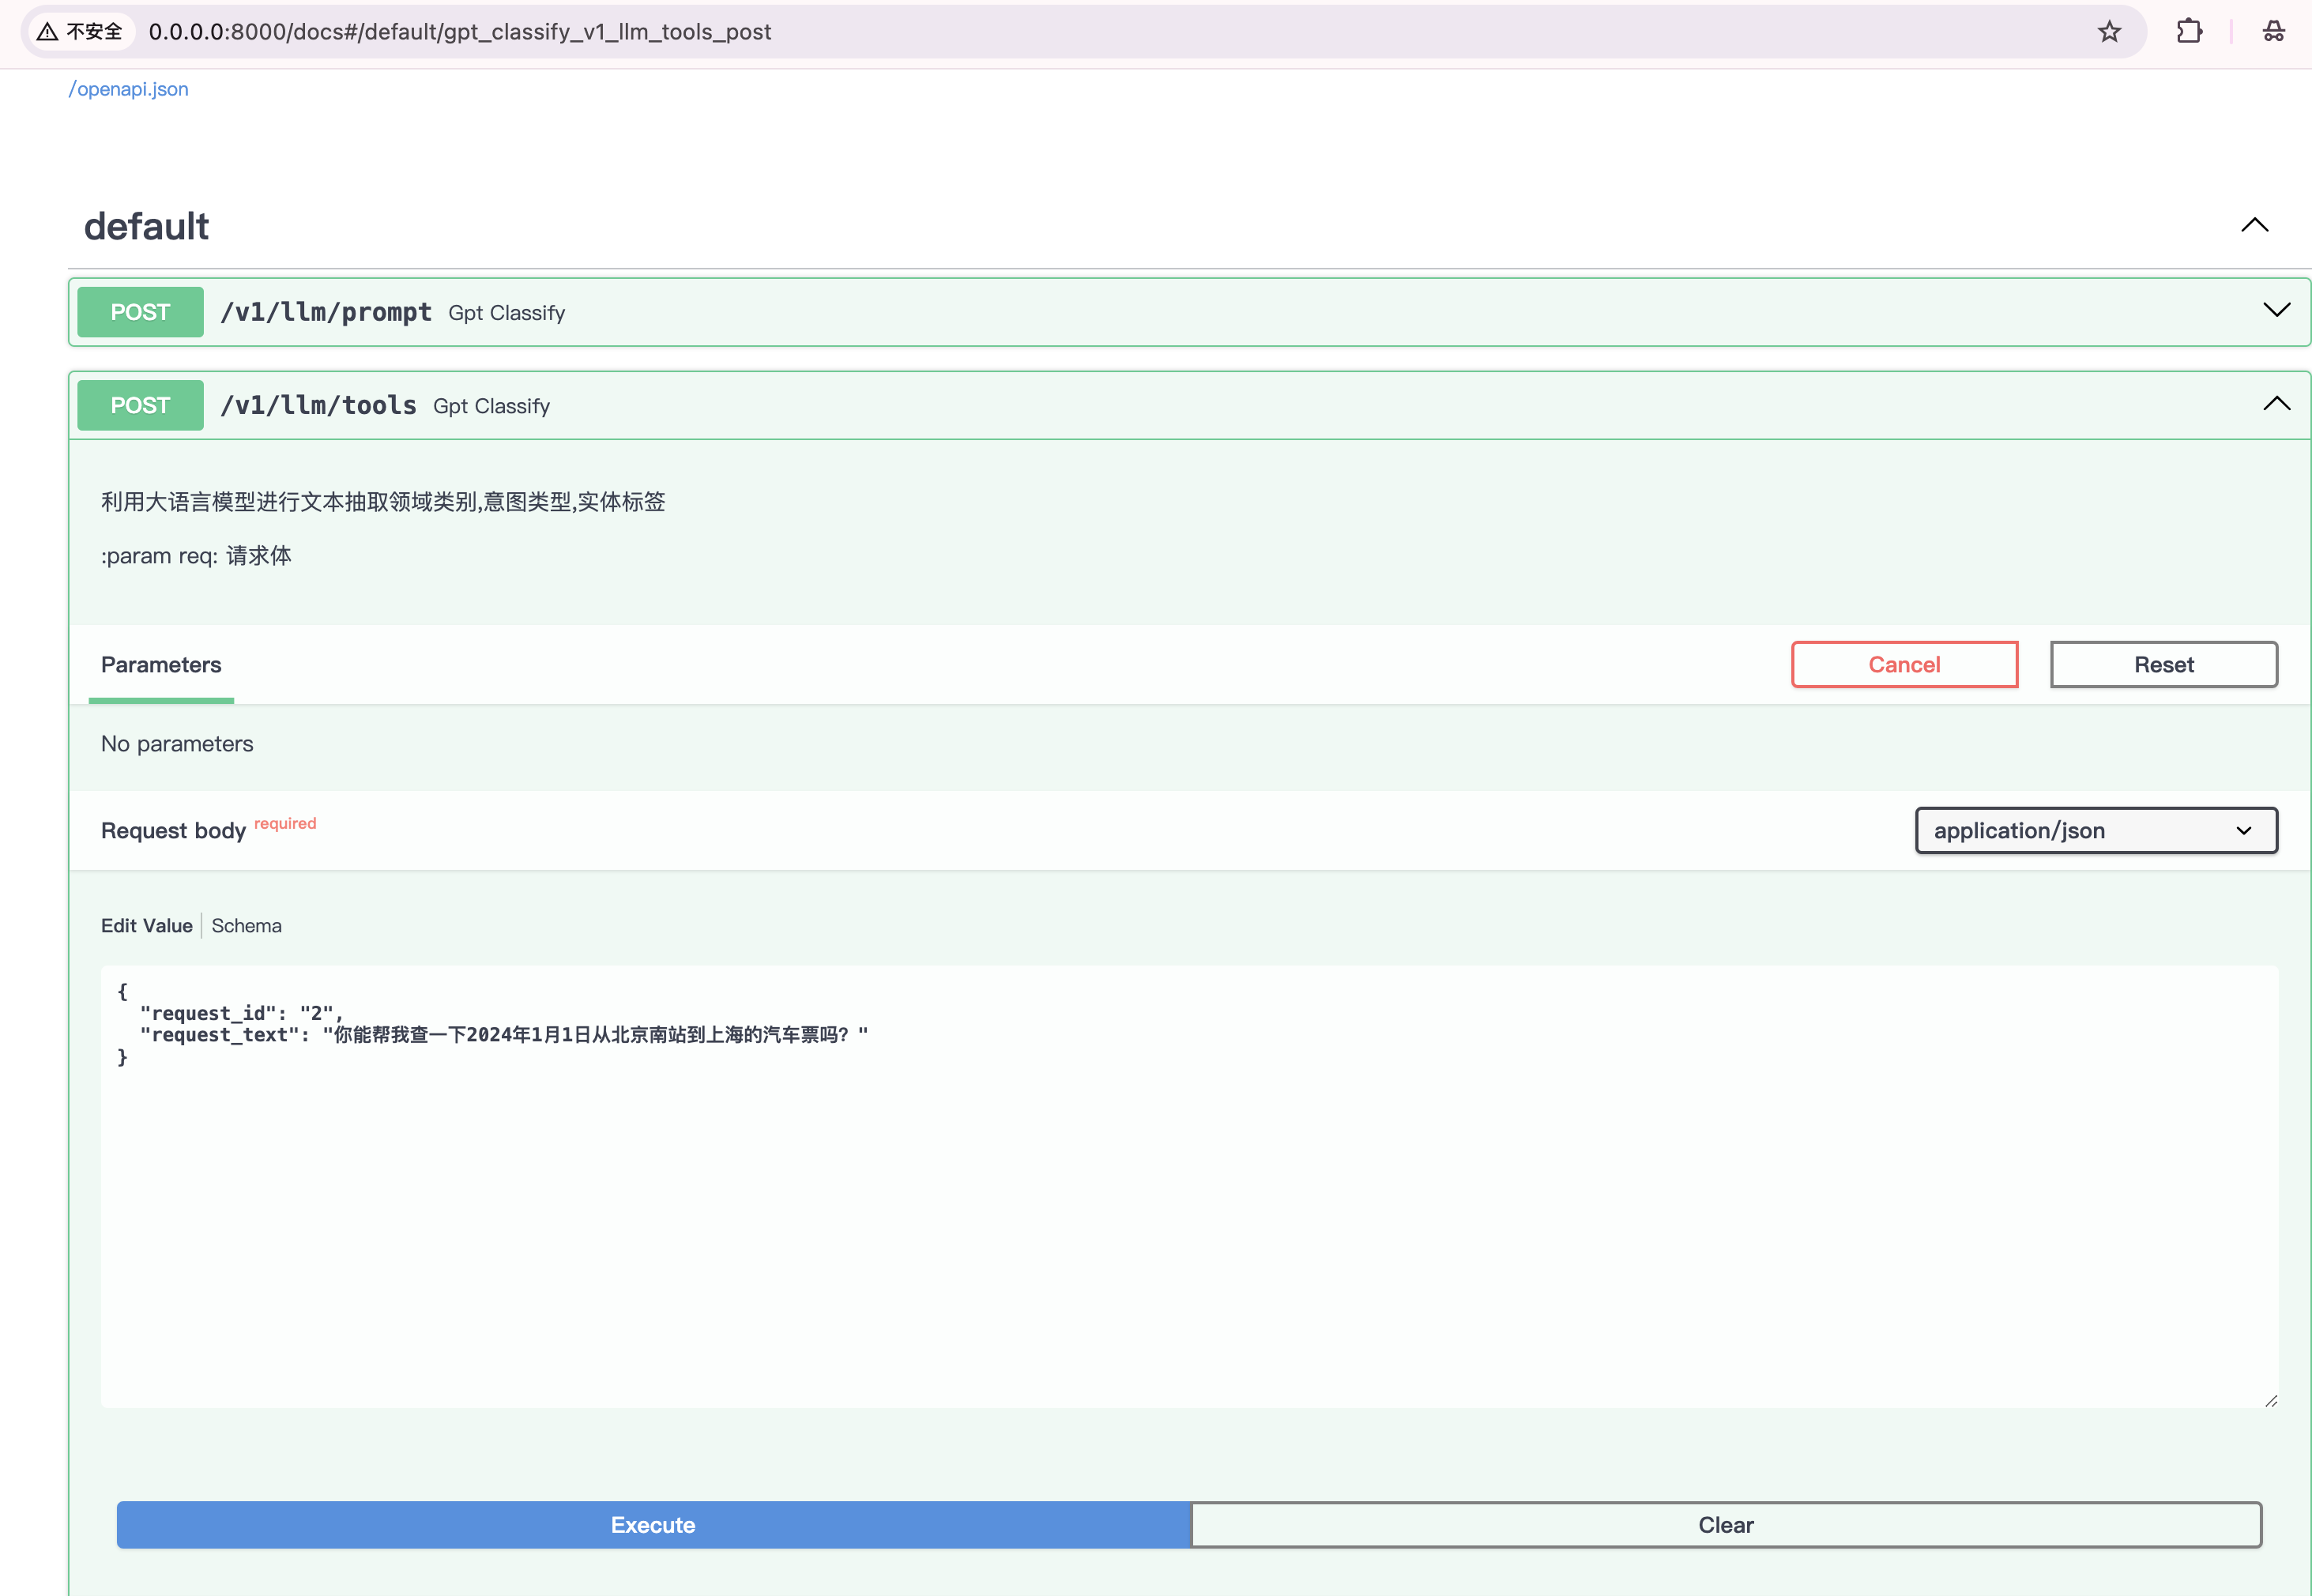 不安全 0.0.0.0:8000/docs#/default/gpt_classify_v1_llm_tools_post
/openapi.json
default
POST /v1/llm/prompt Gpt Classify
POST /v1/llm/tools Gpt Classify
利用大语言模型进行文本抽取领域类别,意图类型,实体标签
:param req: 请求体
Parameters Cancel Reset
No parameters
Request body required application/json
Edit Value Schema
{
"request_id": "2",
"request_text": "你能帮我查一下2024年1月1日从北京南站到上海的汽车票吗？"
}
Execute Clear